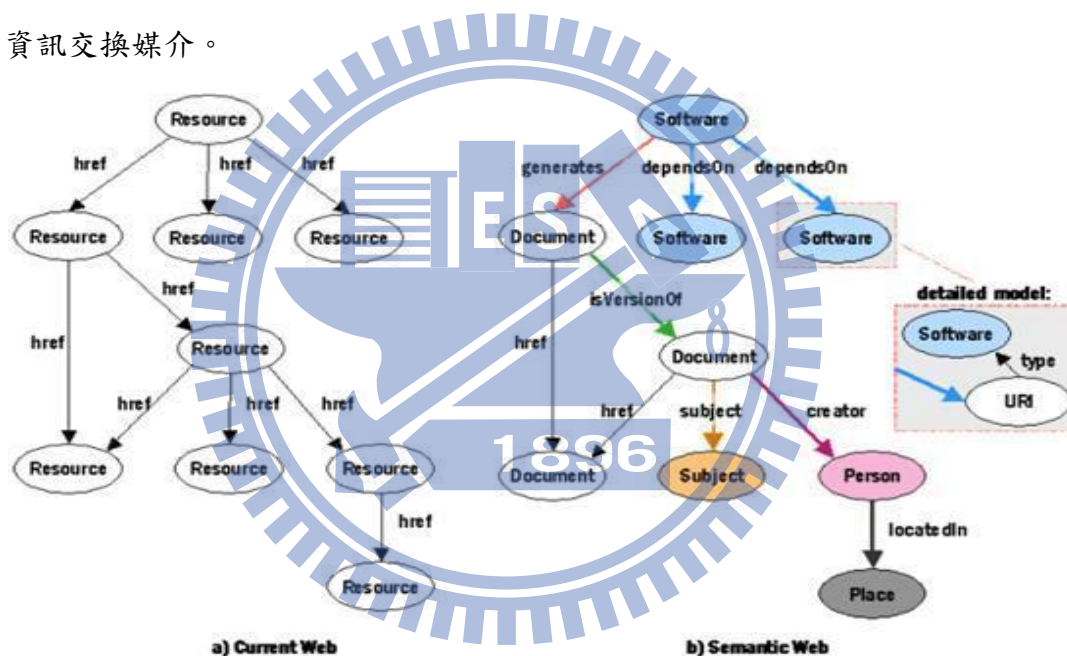 資訊交換媒介。
Resource
href
href
href
Resource
Resource
Resource
href
href
Resource
href
href
href
Resource
Resource
Resource
href
Resource
a) Current Web
Software
generates
dependsOn
dependsOn
Document
Software
Software
isVersionOf
href
Document
href
subject
creator
Document
Subject
Person
locatedIn
Place
detailed model:
Software
type
URI
b) Semantic Web
ES
A
8
1896